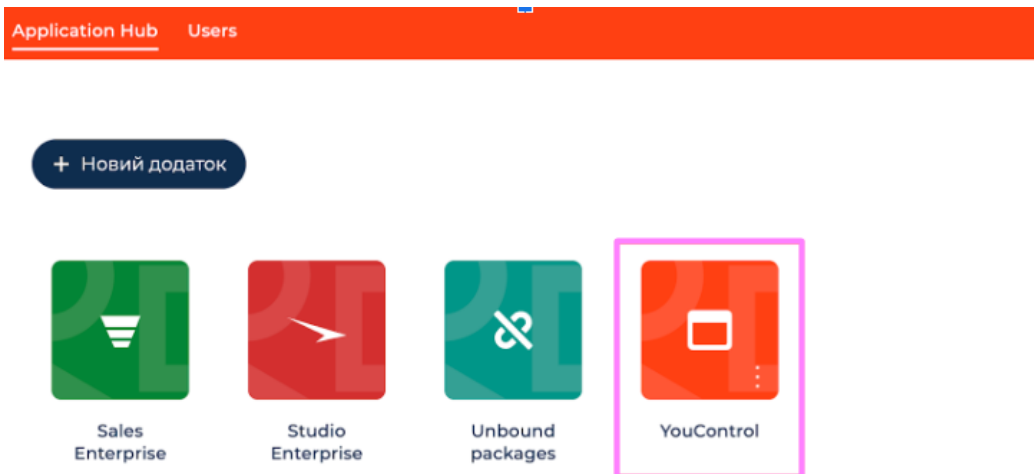 Application Hub Users
+ Новий додаток
Sales Enterprise
Studio Enterprise
Unbound packages
YouControl